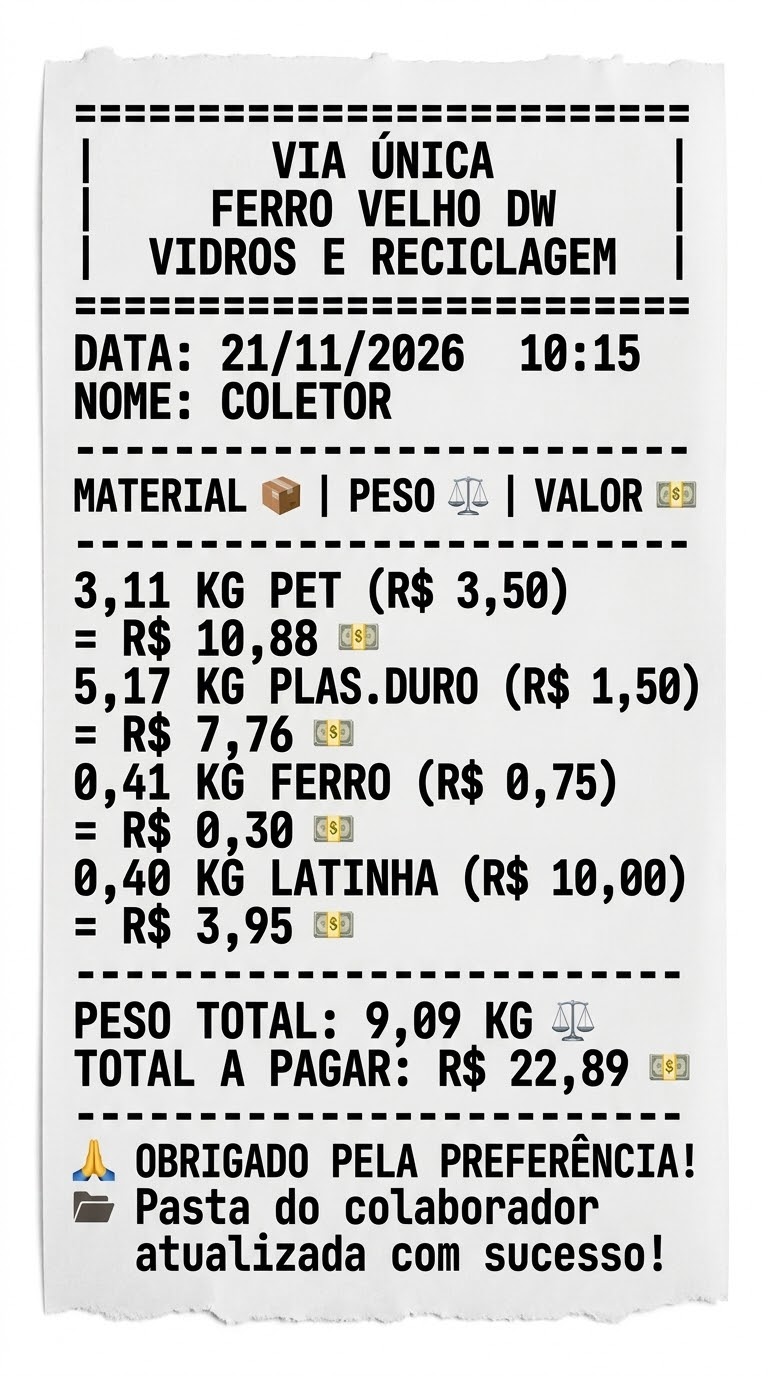 =========================
| VIA ÚNICA |
| FERRO VELHO DW |
| VIDROS E RECICLAGEM |
=========================
DATA: 21/11/2026 10:15
NOME: COLETOR
-------------------------
MATERIAL 📦 | PESO ⚖️ | VALOR 💵
-------------------------
3,11 KG PET (R$ 3,50)
= R$ 10,88 💵
5,17 KG PLAS.DURO (R$ 1,50)
= R$ 7,76 💵
0,41 KG FERRO (R$ 0,75)
= R$ 0,30 💵
0,40 KG LATINHA (R$ 10,00)
= R$ 3,95 💵
-------------------------
PESO TOTAL: 9,09 KG ⚖️
TOTAL A PAGAR: R$ 22,89 💵
-------------------------
🙏 OBRIGADO PELA PREFERÊNCIA!
📂 Pasta do colaborador
atualizada com sucesso!